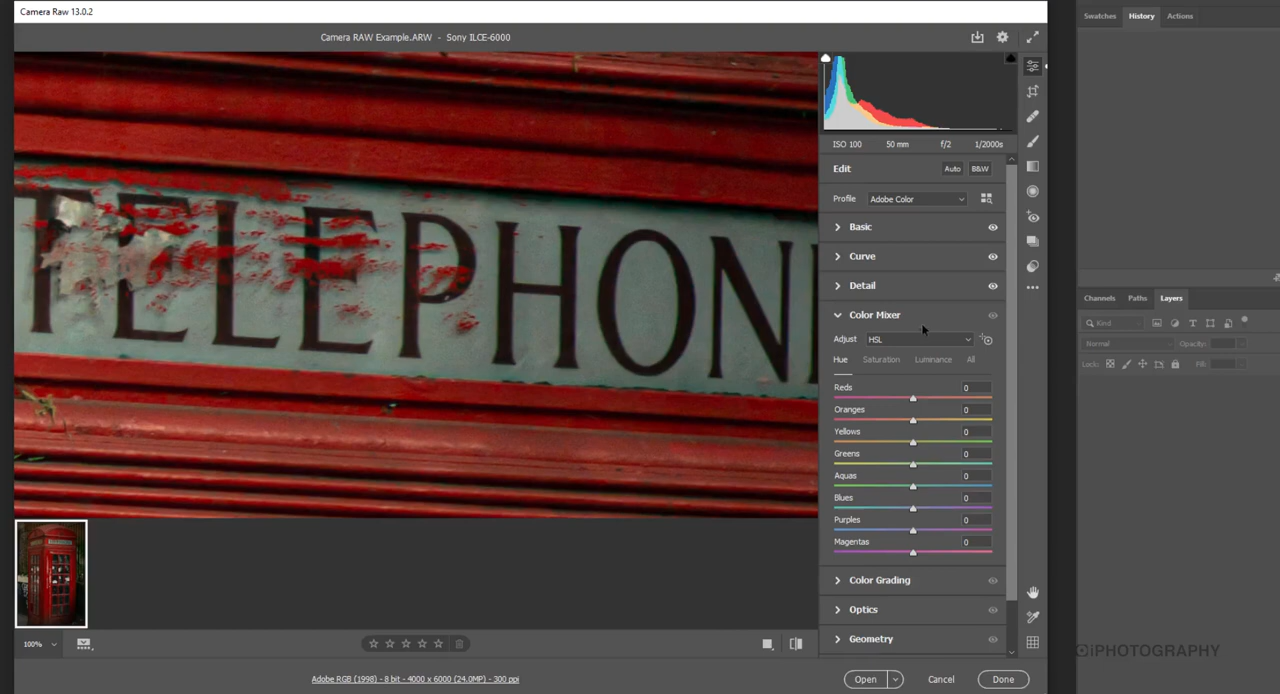 Camera Raw 13.0.2
Camera RAW Example.ARW - Sony ILCE-6000
TELEPHON
ISO 100 50 mm f/2 1/2000s
Edit Auto B&W
Profile Adobe Color
Basic
Curve
Detail
Color Mixer
Adjust HSL
Hue Saturation Luminance All
Reds 0
Oranges 0
Yellows 0
Greens 0
Aquas 0
Blues 0
Purples 0
Magentas 0
Color Grading
Optics
Geometry
100%
Adobe RGB (1998) - 8 bit - 4000 x 6000 (24.0MP) - 300 ppi
Open Cancel Done
Swatches History Actions
Channels Paths Layers
Kind
Normal Opacity:
Lock: Fill:
iPHOTOGRAPHY